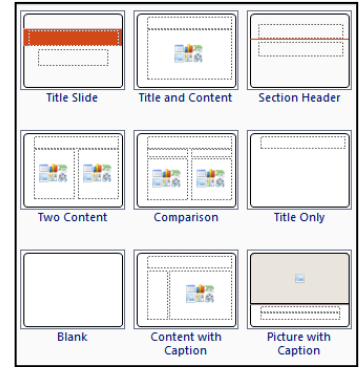 Title Slide
Title and Content
Section Header
Two Content
Comparison
Title Only
Blank
Content with
Caption
Picture with
Caption